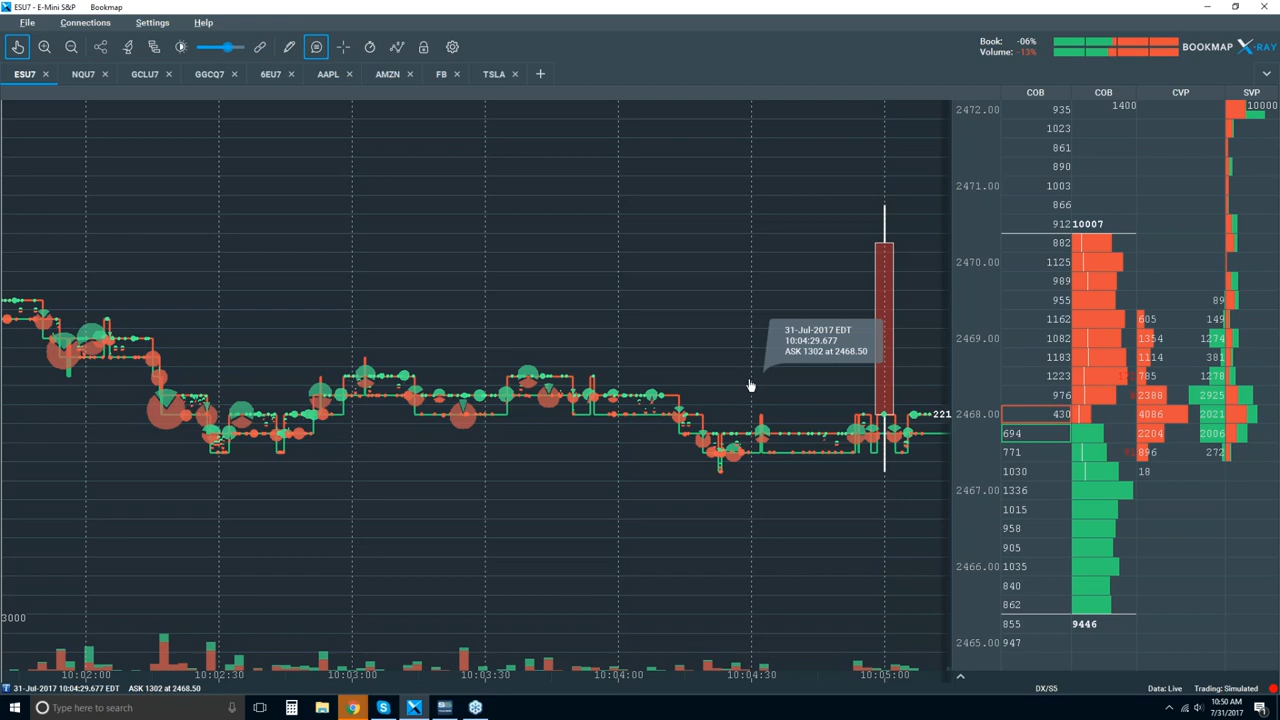 ESU7 - E-Mini S&P Bookmap
File Connections Settings Help
Book: -06%
Volume: -13%
BOOKMAP X-RAY
ESU7 × NQU7 × GCLU7 × GGCQ7 × 6EU7 × AAPL × AMZN × FB × TSLA × +
COB COB CVP SVP
2472.00 935 1400 10000
1023
861
890
2471.00 1003
866
912 10007
882
2470.00 1125
989
955 89
1162 605 149
2469.00 1082 1354 1274
1183 1114 381
1223 785 1278
976 2388 2925
221 2468.00 430 4086 2021
694 2204 2006
771 896 272
1030 18
2467.00 1336
1015
958
905
2466.00 1035
840
862
855 9446
2465.00 947
31-Jul-2017 EDT
10:04:29.677
ASK 1302 at 2468.50
3000
10:02:00 10:02:30 10:03:00 10:03:30 10:04:00 10:04:30 10:05:00
31-Jul-2017 10:04:29.677 EDT ASK 1302 at 2468.50 DX/S5 Data: Live Trading: Simulated
Type here to search
10:50 AM
7/31/2017